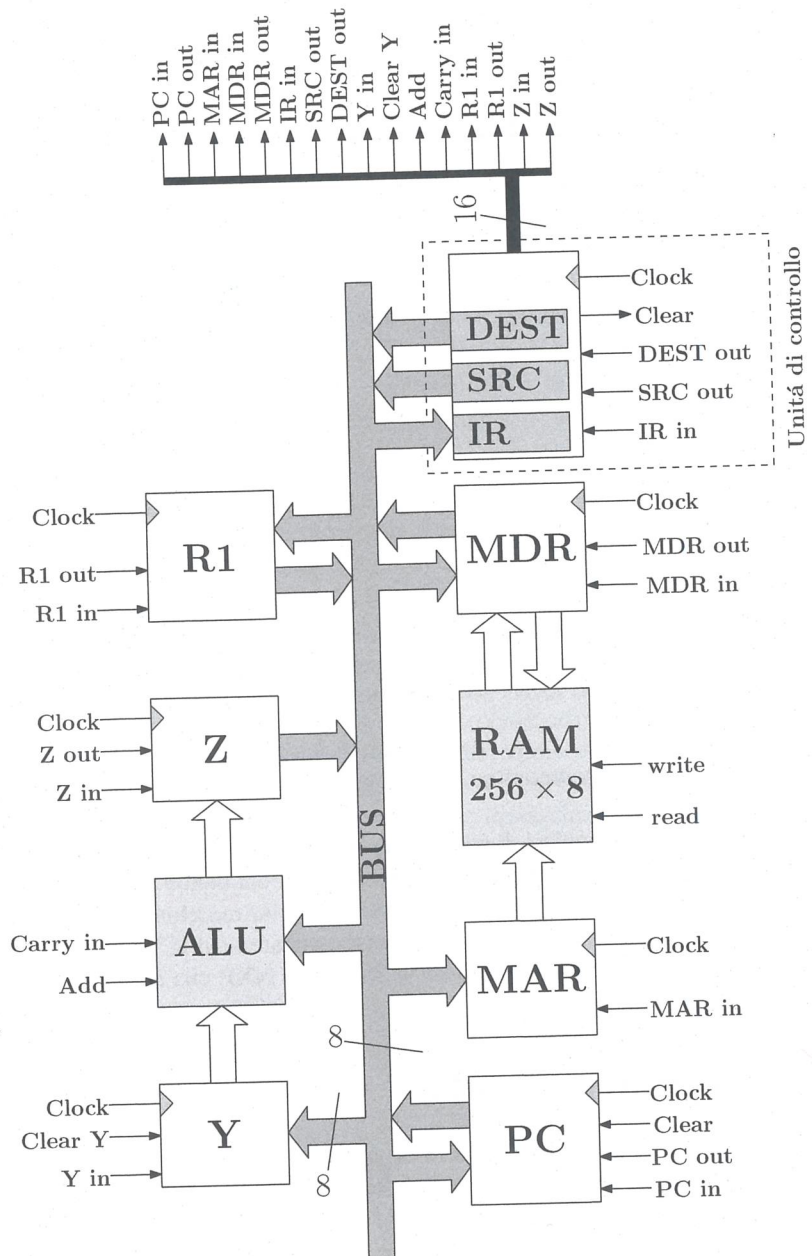 PC in
PC out
MAR in
MDR in
MDR out
IR in
SRC out
DEST out
Y in
Clear Y
Add
Carry in
R1 in
R1 out
Z in
Z out
16
Unitá di controllo
Clock
Clear
DEST out
SRC out
IR in
DEST
SRC
IR
Clock
R1 out
R1 in
R1
MDR
Clock
MDR out
MDR in
Clock
Z out
Z in
Z
RAM
256 × 8
write
read
BUS
Carry in
Add
ALU
MAR
Clock
MAR in
8
8
Clock
Clear Y
Y in
Y
PC
Clock
Clear
PC out
PC in